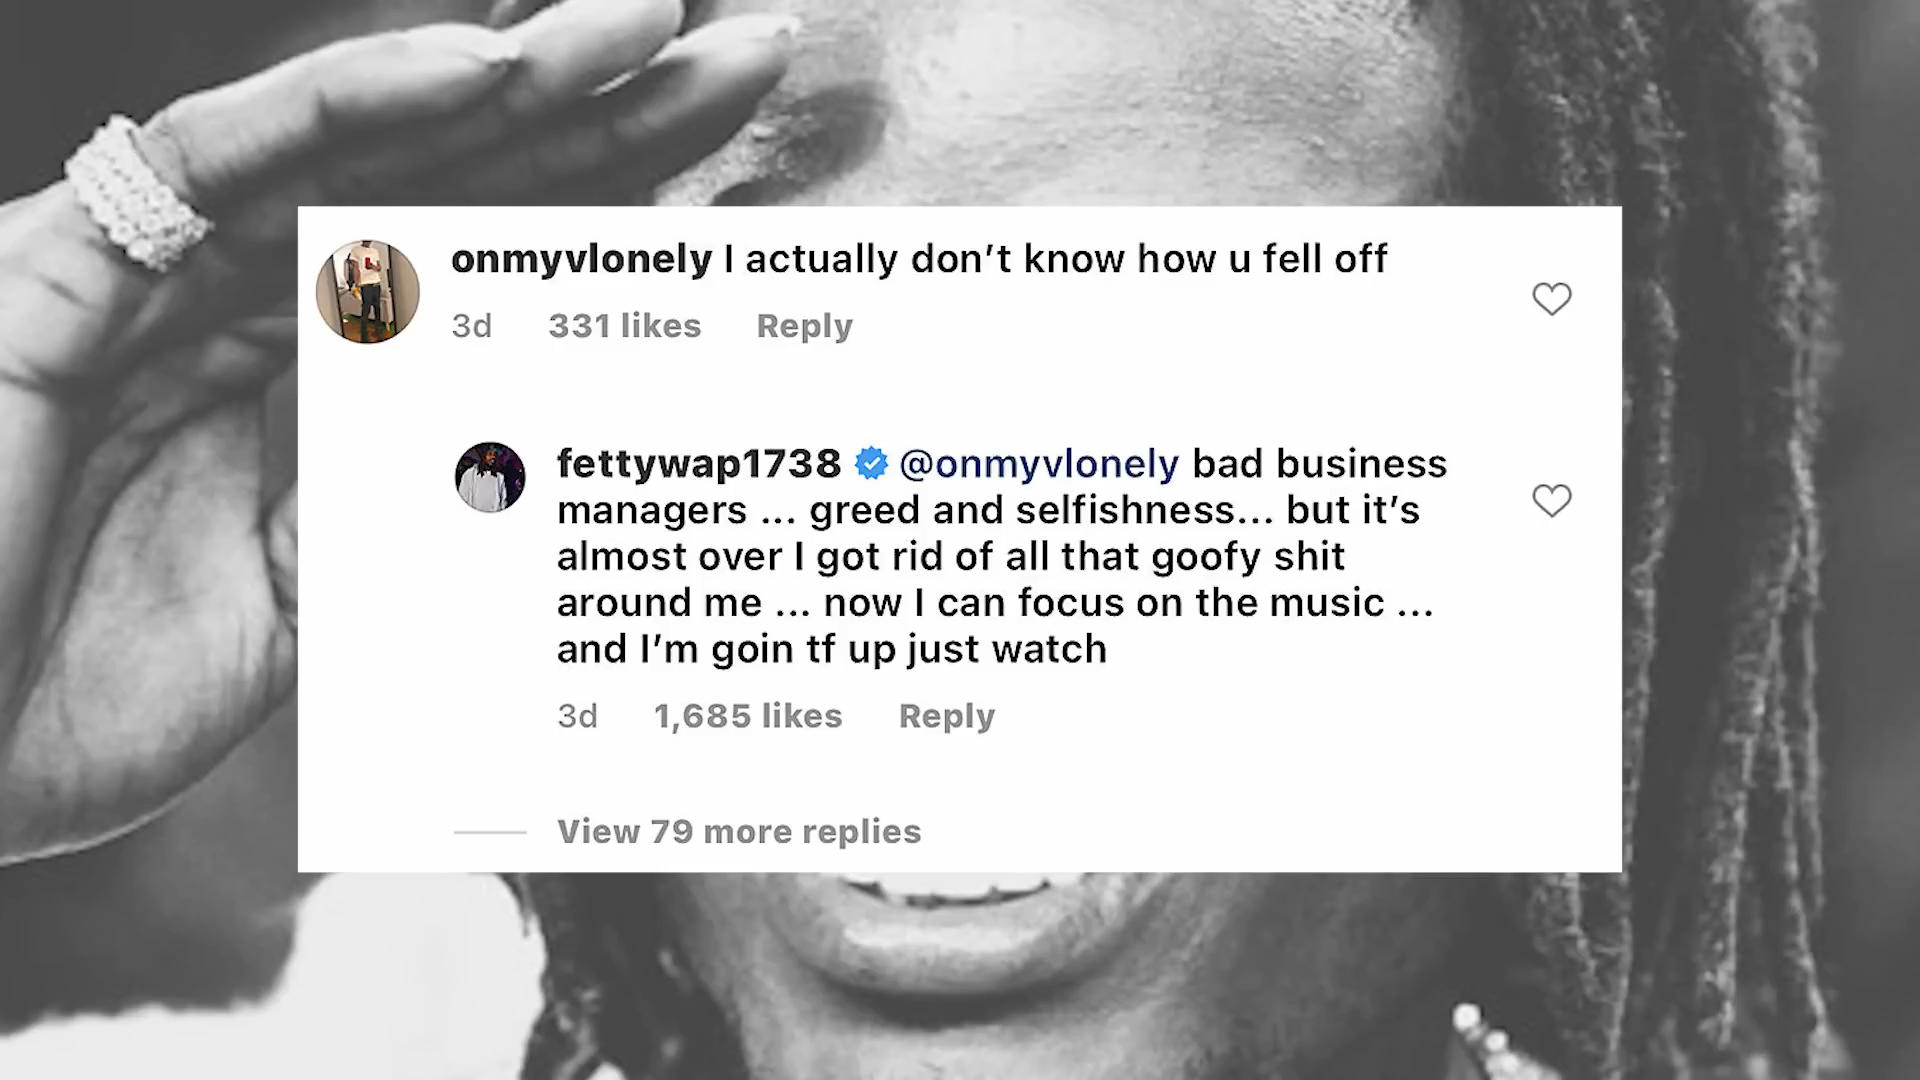 onmyvlonely I actually don’t know how u fell off
3d 331 likes Reply
fettywap1738 @onmyvlonely bad business
managers ... greed and selfishness... but it’s
almost over I got rid of all that goofy shit
around me ... now I can focus on the music ...
and I’m goin tf up just watch
3d 1,685 likes Reply
View 79 more replies